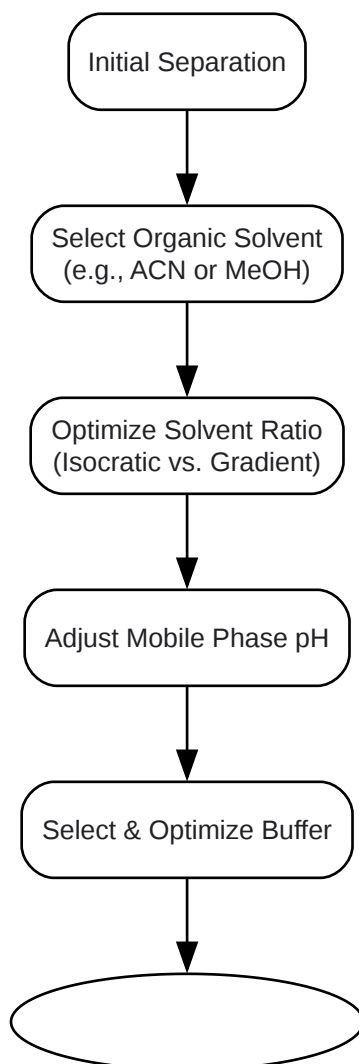 Initial Separation
Select Organic Solvent
(e.g., ACN or MeOH)
Optimize Solvent Ratio
(Isocratic vs. Gradient)
Adjust Mobile Phase pH
Select & Optimize Buffer